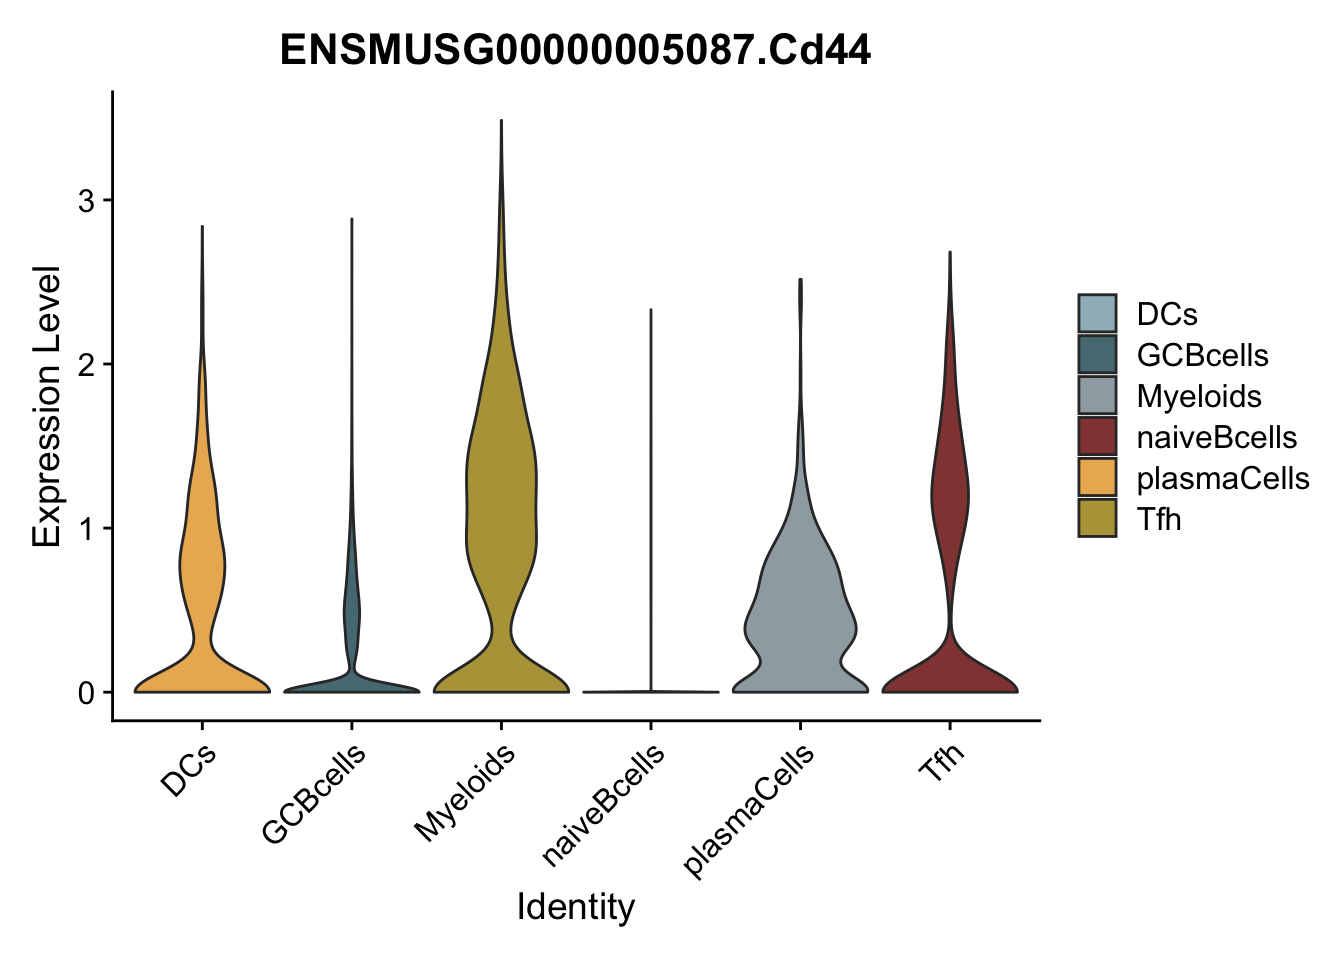 ENSMUSG00000005087.Cd44
Expression Level
3
2
1
0
DCs
GCBcells
Myeloids
naiveBcells
plasmaCells
Tfh
Identity
DCs
GCBcells
Myeloids
naiveBcells
plasmaCells
Tfh